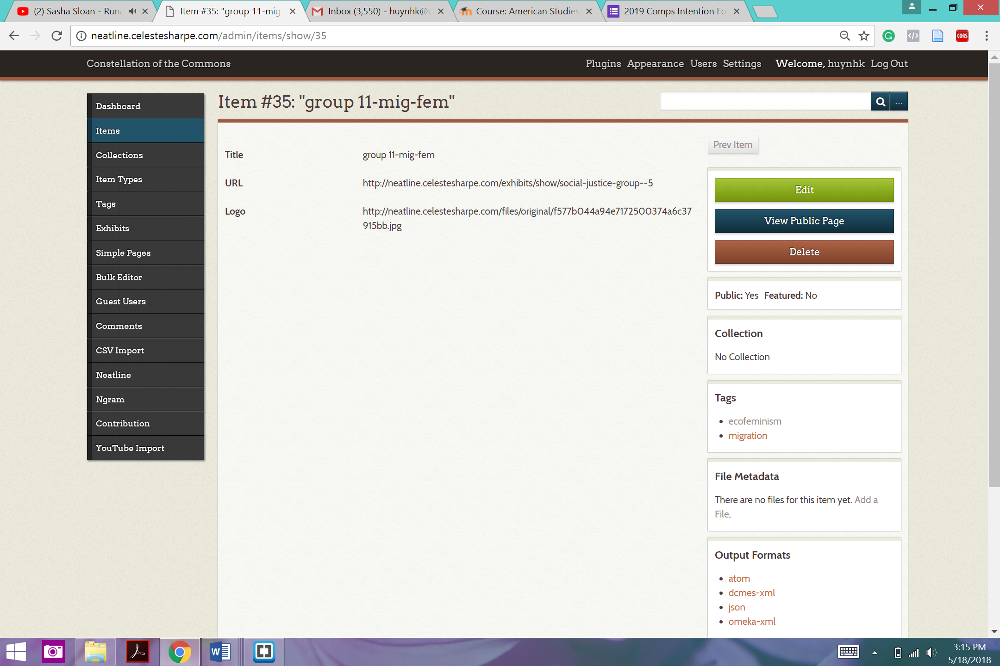 (2) Sasha Sloan - Runa
Item #35: "group 11-mig-
Inbox (3,550) - huynhk@c
Course: American Studies
2019 Comps Intention Fo
neatline.celestesharpe.com/admin/items/show/35
CORS
Constellation of the Commons
Plugins Appearance Users Settings Welcome, huynhk Log Out
Dashboard
Items
Collections
Item Types
Tags
Exhibits
Simple Pages
Bulk Editor
Guest Users
Comments
CSV Import
Neatline
Ngram
Contribution
YouTube Import
Item #35: "group 11-mig-fem"
...
Title
group 11-mig-fem
URL
http://neatline.celestesharpe.com/exhibits/show/social-justice-group--5
Logo
http://neatline.celestesharpe.com/files/original/f577b044a94e7172500374a6c37
915bb.jpg
Prev Item
Edit
View Public Page
Delete
Public: Yes Featured: No
Collection
No Collection
Tags
ecofeminism
migration
File Metadata
There are no files for this item yet. Add a
File.
Output Formats
atom
dcmes-xml
json
omeka-xml
3:15 PM
5/18/2018